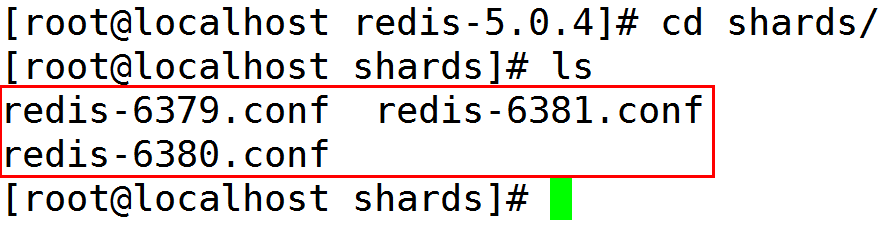 [root@localhost redis-5.0.4]# cd shards/
[root@localhost shards]# ls
redis-6379.conf  redis-6381.conf
redis-6380.conf
[root@localhost shards]#